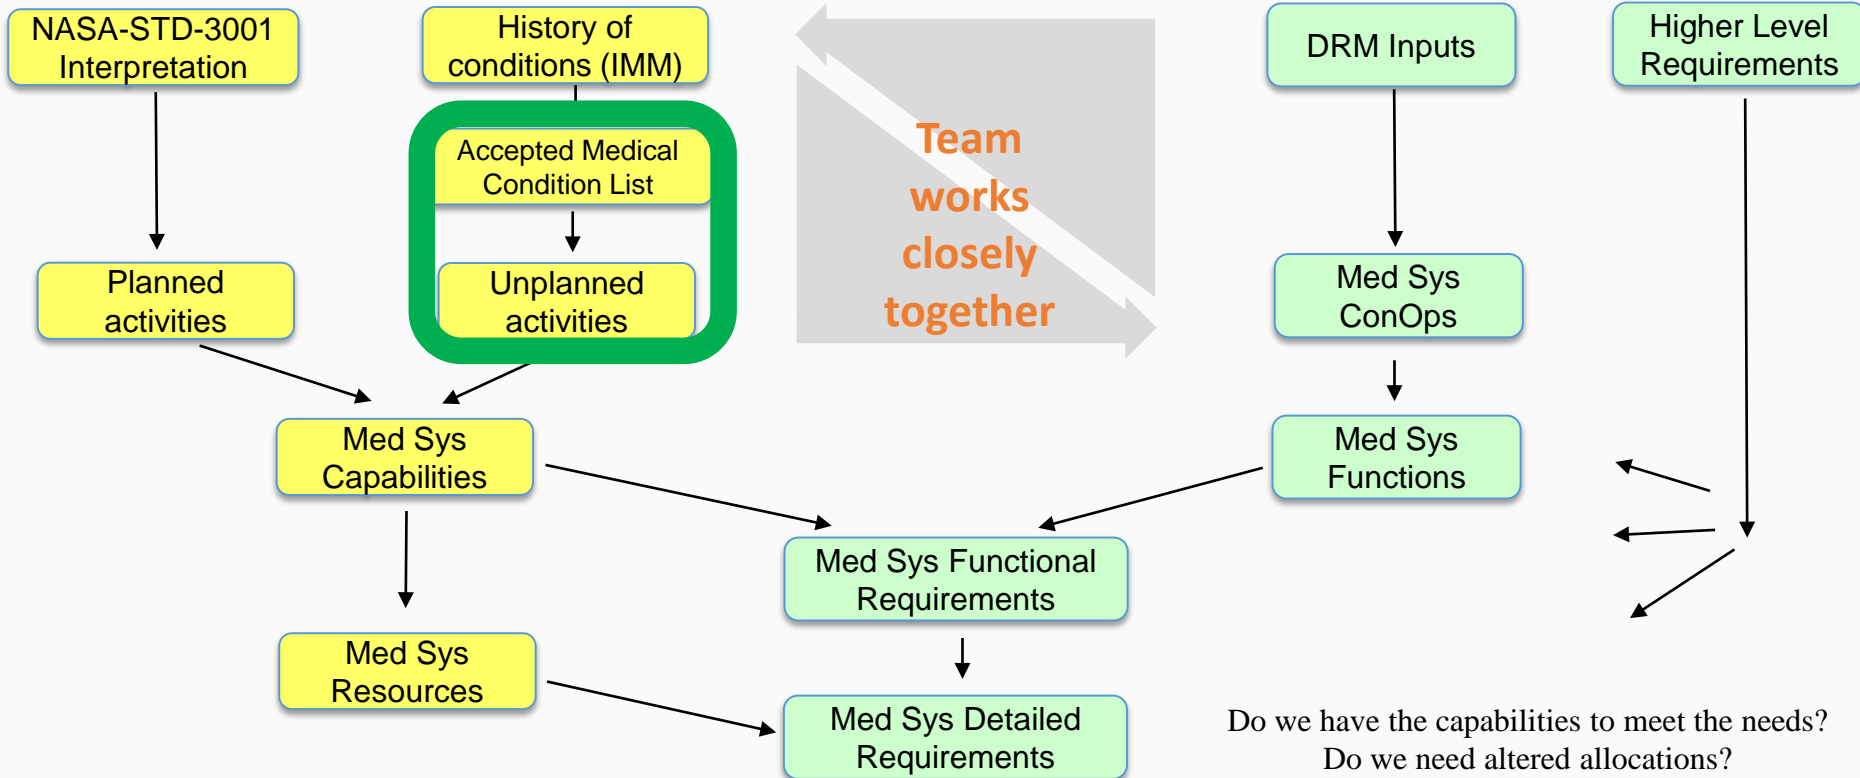 NASA-STD-3001
Interpretation
History of
conditions (IMM)
DRM Inputs
Higher Level
Requirements
Accepted Medical
Condition List
Team
works
closely
together
Planned
activities
Unplanned
activities
Med Sys
ConOps
Med Sys
Capabilities
Med Sys
Functions
Med Sys Functional
Requirements
Med Sys
Resources
Med Sys Detailed
Requirements
Do we have the capabilities to meet the needs?
Do we need altered allocations?